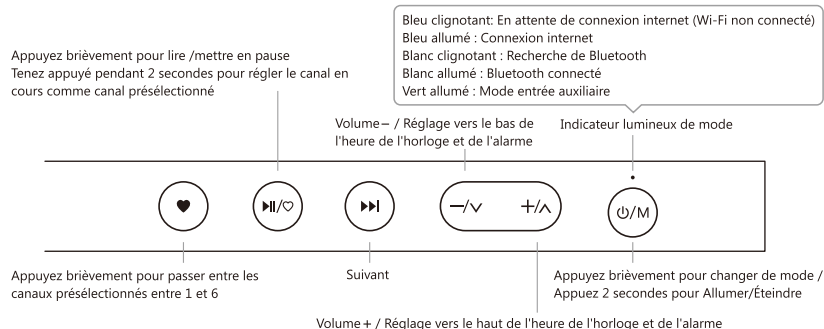 Bleu clignotant: En attente de connexion internet (Wi-Fi non connecté)
Bleu allumé : Connexion internet
Blanc clignotant : Recherche de Bluetooth
Blanc allumé : Bluetooth connecté
Vert allumé : Mode entrée auxiliaire
Appuyez brièvement pour lire /mettre en pause
Tenez appuyé pendant 2 secondes pour régler le canal en
cours comme canal présélectionné
Volume− / Réglage vers le bas de
l'heure de l'horloge et de l'alarme
Indicateur lumineux de mode
/M
Appuyez brièvement pour passer entre les
canaux présélectionnés entre 1 et 6
Suivant
Appuyez brièvement pour changer de mode /
Appuez 2 secondes pour Allumer/Éteindre
Volume+ / Réglage vers le haut de l'heure de l'horloge et de l'alarme